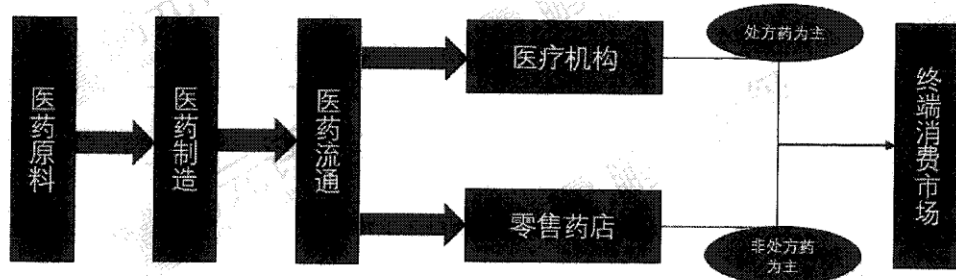 医药原料
医药制造
医药流通
医疗机构
零售药店
处方药为主
非处方药
为主
终端消费市场